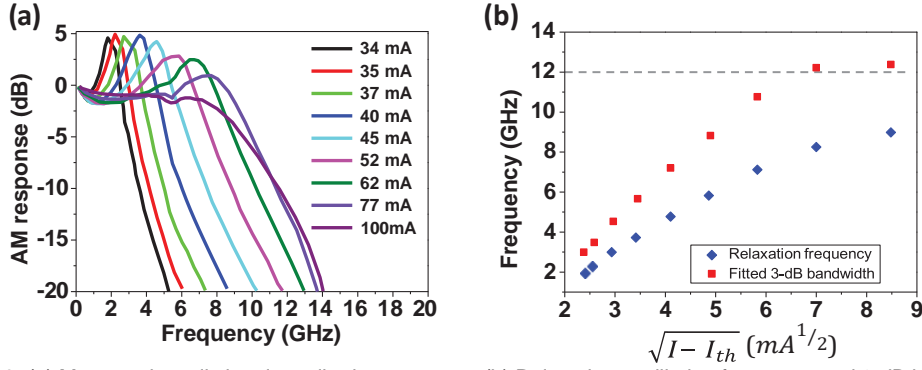 (a)
AM response (dB)
5
0
-5
-10
-15
-20
0 2 4 6 8 10 12 14 16 18 20
Frequency (GHz)
34 mA
35 mA
37 mA
40 mA
45 mA
52 mA
62 mA
77 mA
100mA
(b)
Frequency (GHz)
14
12
10
8
6
4
2
2 3 4 5 6 7 8 9
√I − Ith (mA1/2)
Relaxation frequency
Fitted 3-dB bandwidth